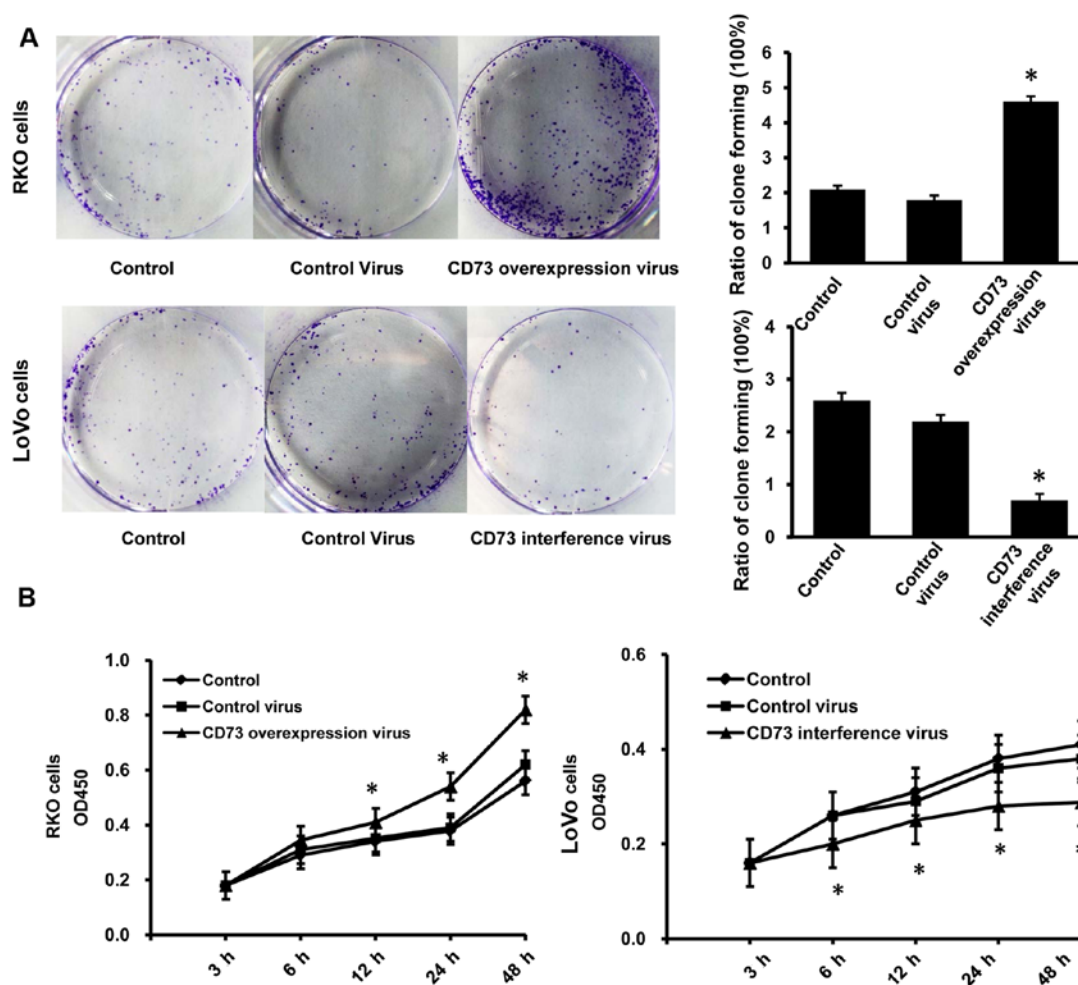 A
RKO cells
Control
Control Virus
CD73 overexpression virus
Ratio of clone forming (100%)
6
5
4
3
2
1
0
*
Control
Control
virus
CD73
overexpression
virus
LoVo cells
Control
Control Virus
CD73 interference virus
Ratio of clone forming (100%)
4
3
2
1
0
*
Control
Control
virus
CD73
interference
virus
B
RKO cells
OD450
1.0
0.8
0.6
0.4
0.2
0.0
Control
Control virus
CD73 overexpression virus
*
*
*
3 h
6 h
12 h
24 h
48 h
LoVo cells
OD450
0.6
0.4
0.2
0.0
Control
Control virus
CD73 interference virus
*
*
*
3 h
6 h
12 h
24 h
48 h